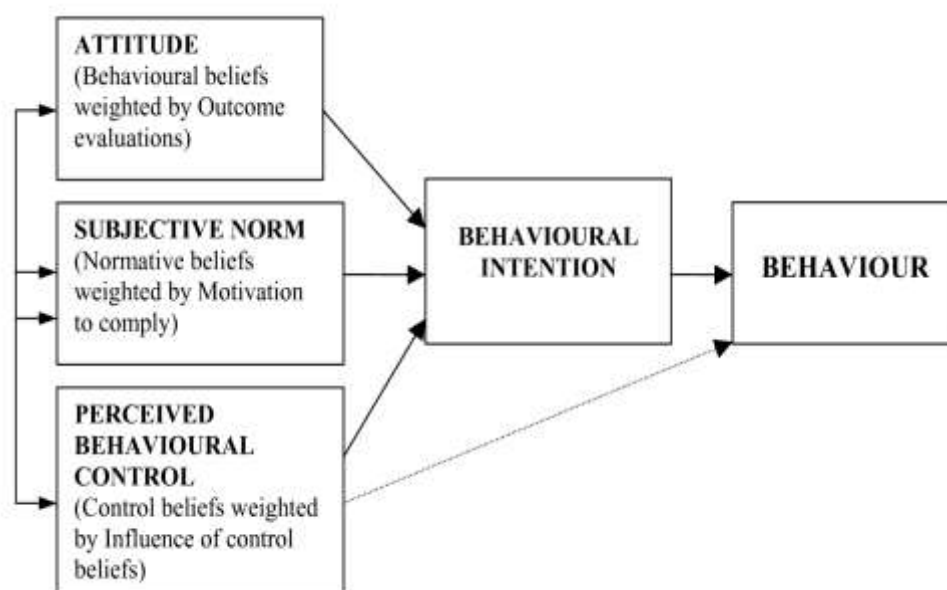 ATTITUDE
(Behavioural beliefs
weighted by Outcome
evaluations)
SUBJECTIVE NORM
(Normative beliefs
weighted by Motivation
to comply)
PERCEIVED
BEHAVIOURAL
CONTROL
(Control beliefs weighted
by Influence of control
beliefs)
BEHAVIOURAL
INTENTION
BEHAVIOUR